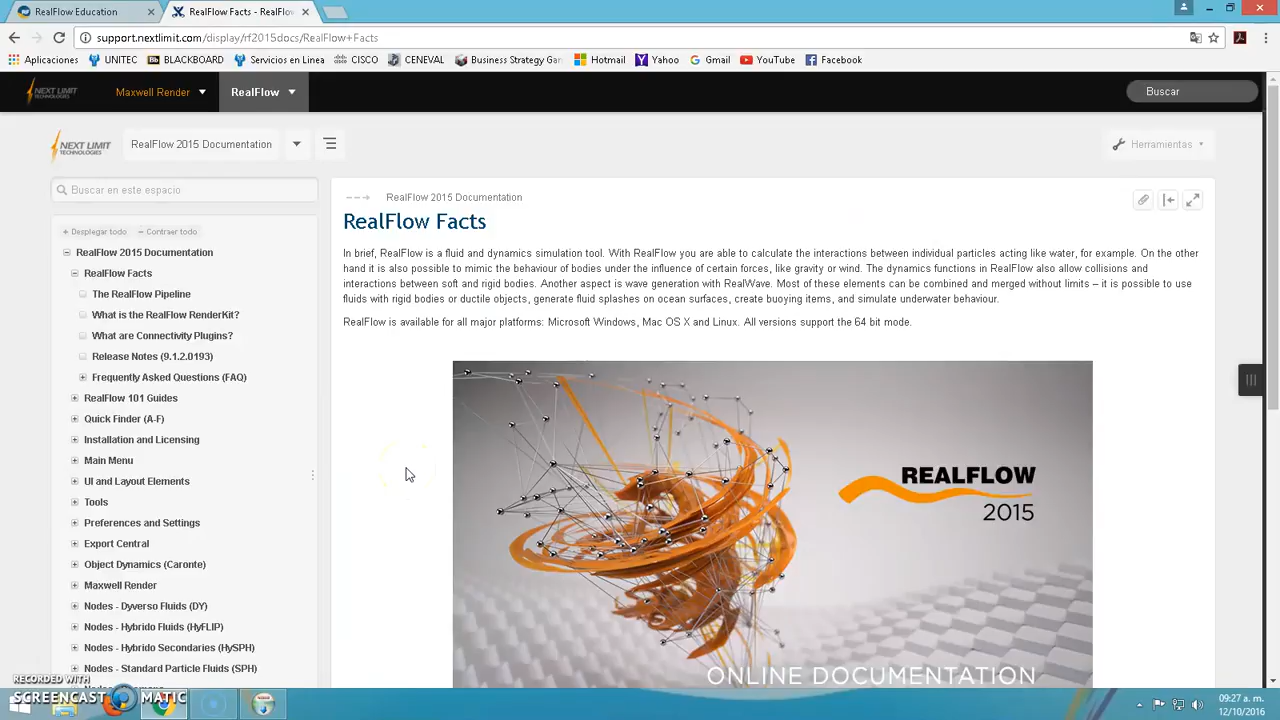 RealFlow Education
RealFlow Facts - RealFlo
support.nextlimit.com/display/rf2015docs/RealFlow+Facts
Aplicaciones UNITEC BLACKBOARD Servicios en Línea CISCO CENEVAL Business Strategy Gar Hotmail Yahoo Gmail YouTube Facebook
NEXT LIMIT TECHNOLOGIES Maxwell Render RealFlow Buscar
NEXT LIMIT TECHNOLOGIES RealFlow 2015 Documentation Herramientas
Buscar en este espacio
Desplegar todo Contraer todo
RealFlow 2015 Documentation
RealFlow Facts
The RealFlow Pipeline
What is the RealFlow RenderKit?
What are Connectivity Plugins?
Release Notes (9.1.2.0193)
Frequently Asked Questions (FAQ)
RealFlow 101 Guides
Quick Finder (A-F)
Installation and Licensing
Main Menu
UI and Layout Elements
Tools
Preferences and Settings
Export Central
Object Dynamics (Caronte)
Maxwell Render
Nodes - Dyverso Fluids (DY)
Nodes - Hybrido Fluids (HyFLIP)
Nodes - Hybrido Secondaries (HySPH)
Nodes - Standard Particle Fluids (SPH)
RealFlow 2015 Documentation
RealFlow Facts
In brief, RealFlow is a fluid and dynamics simulation tool. With RealFlow you are able to calculate the interactions between individual particles acting like water, for example. On the
other hand it is also possible to mimic the behaviour of bodies under the influence of certain forces, like gravity or wind. The dynamics functions in RealFlow also allow collisions and
interactions between soft and rigid bodies. Another aspect is wave generation with RealWave. Most of these elements can be combined and merged without limits – it is possible to use
fluids with rigid bodies or ductile objects, generate fluid splashes on ocean surfaces, create buoying items, and simulate underwater behaviour.
RealFlow is available for all major platforms: Microsoft Windows, Mac OS X and Linux. All versions support the 64 bit mode.
REALFLOW
2015
ONLINE DOCUMENTATION
RECORDED WITH
SCREENCAST MATIC
09:27 a. m.
12/10/2016